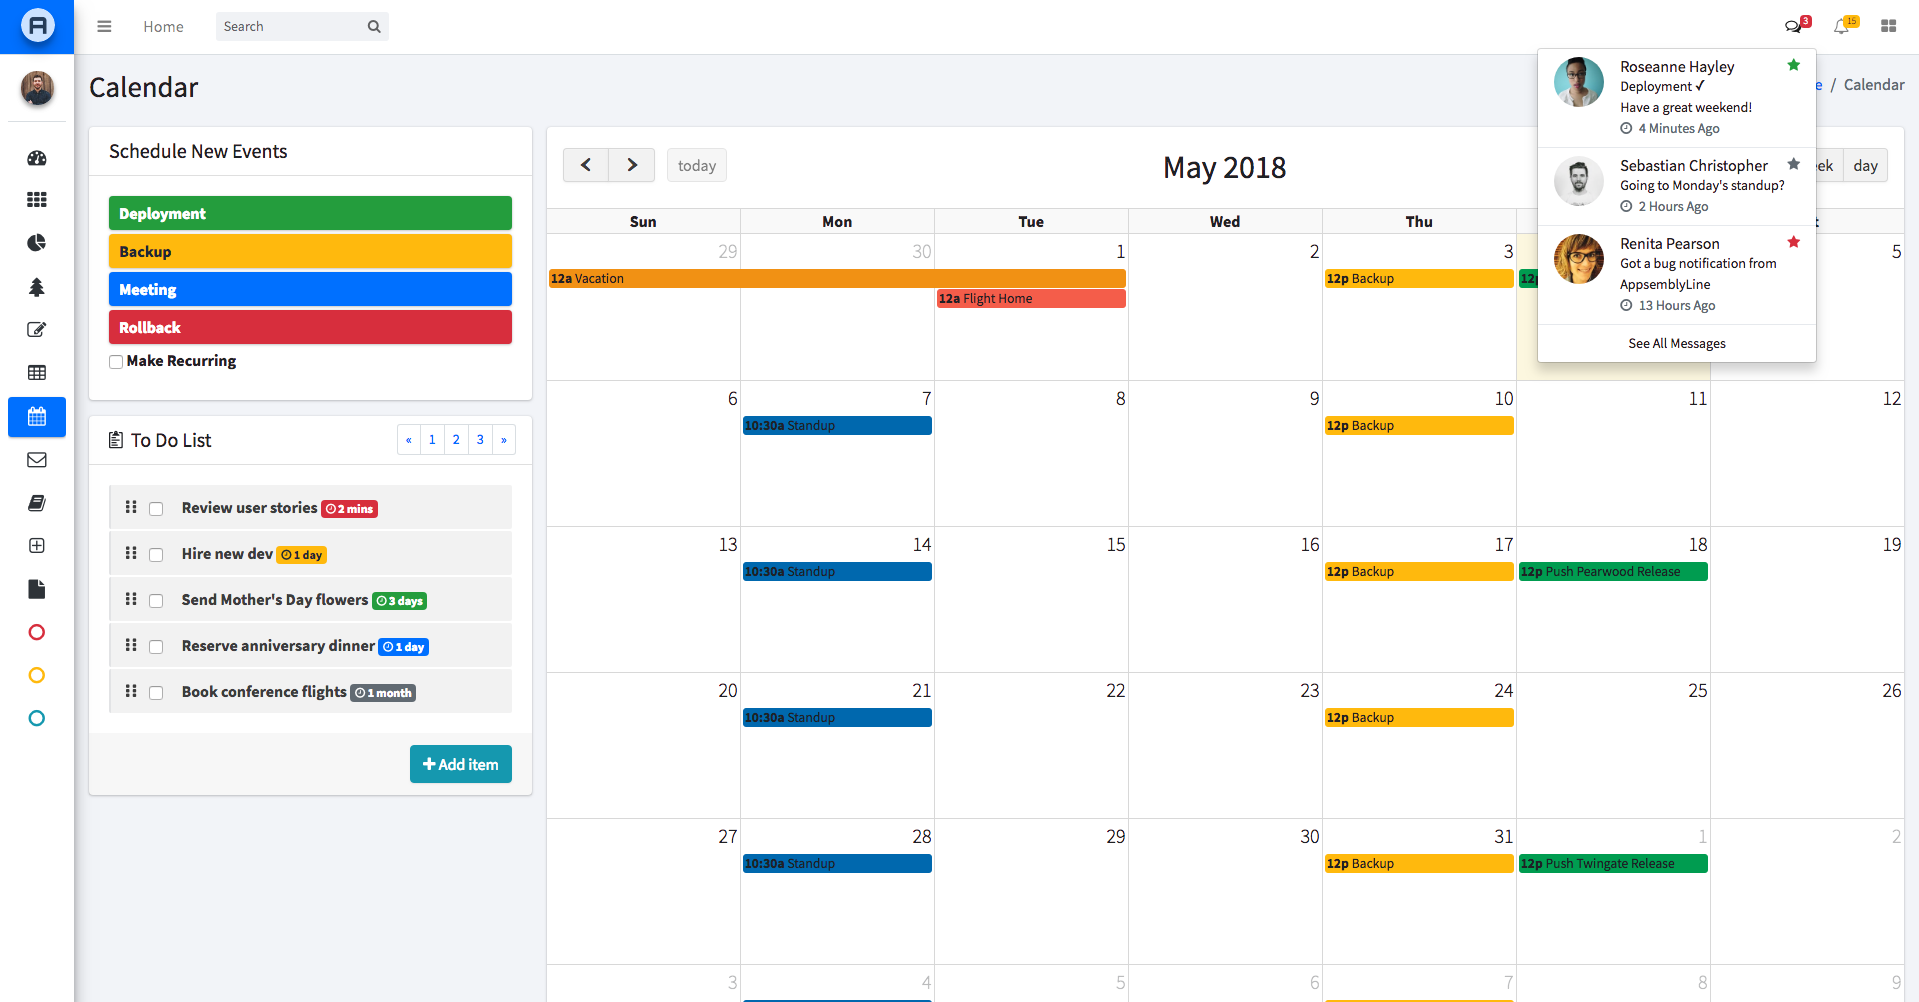 A
Home
Search
3
15
Calendar
e / Calendar
Roseanne Hayley
Deployment ✓
Have a great weekend!
4 Minutes Ago
Sebastian Christopher
Going to Monday's standup?
2 Hours Ago
Renita Pearson
Got a bug notification from
AppsemblyLine
13 Hours Ago
See All Messages
Schedule New Events
Deployment
Backup
Meeting
Rollback
Make Recurring
To Do List
« 1 2 3 »
Review user stories 2 mins
Hire new dev 1 day
Send Mother's Day flowers 3 days
Reserve anniversary dinner 1 day
Book conference flights 1 month
+ Add item
today
May 2018
day
Sun Mon Tue Wed Thu
29 30 1 2 3 5
12a Vacation 12p Backup
12a Flight Home
6 7 8 9 10 11 12
10:30a Standup 12p Backup
13 14 15 16 17 18 19
10:30a Standup 12p Backup 12p Push Pearwood Release
20 21 22 23 24 25 26
10:30a Standup 12p Backup
27 28 29 30 31 1 2
10:30a Standup 12p Backup 12p Push Twingate Release
3 4 5 6 7 8 9